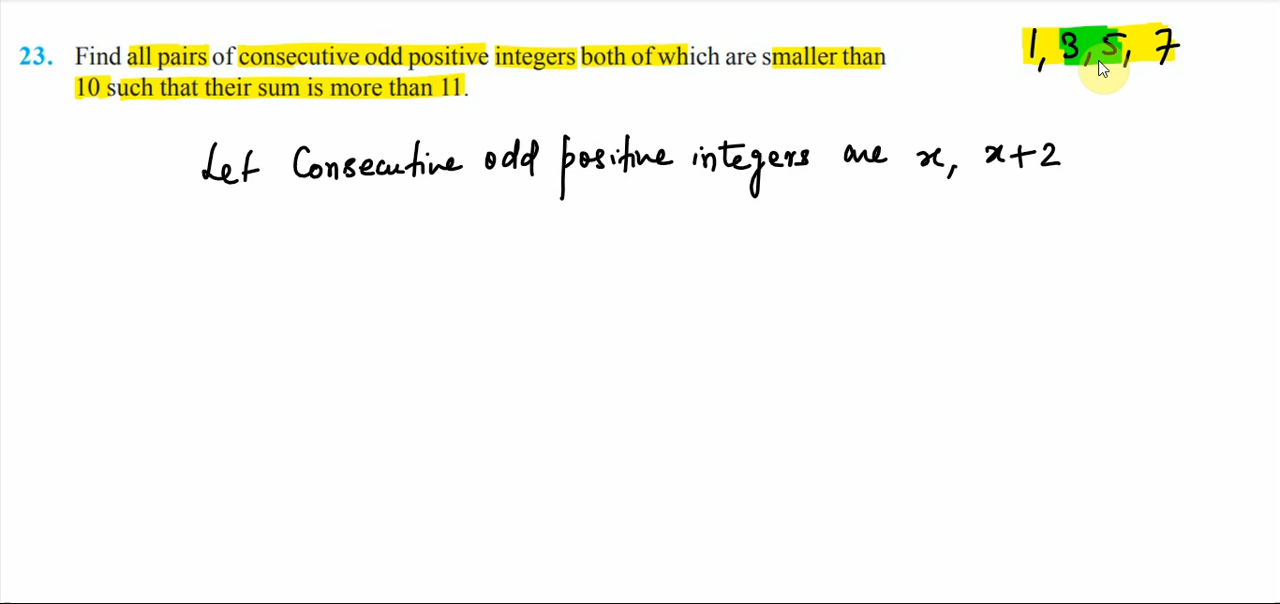 23. Find all pairs of consecutive odd positive integers both of which are smaller than
10 such that their sum is more than 11.
1, 3, 5, 7
Let Consecutive odd positive integers are x, x+2